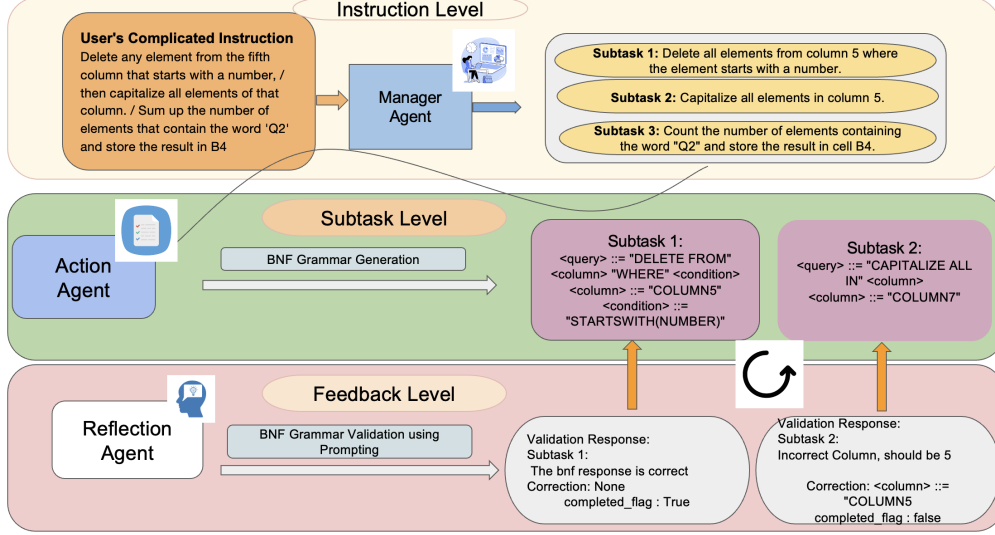 Instruction Level
User's Complicated Instruction
Delete any element from the fifth
column that starts with a number, /
then capitalize all elements of that
column. / Sum up the number of
elements that contain the word 'Q2'
and store the result in B4
Manager
Agent
Subtask 1: Delete all elements from column 5 where
the element starts with a number.
Subtask 2: Capitalize all elements in column 5.
Subtask 3: Count the number of elements containing
the word "Q2" and store the result in cell B4.
Subtask Level
Action
Agent
BNF Grammar Generation
Subtask 1:
<query> ::= "DELETE FROM"
<column> "WHERE" <condition>
<column> ::= "COLUMN5"
<condition> ::=
"STARTSWITH(NUMBER)"
Subtask 2:
<query> ::= "CAPITALIZE ALL
IN" <column>
<column> ::= "COLUMN7"
Feedback Level
Reflection
Agent
BNF Grammar Validation using
Prompting
Validation Response:
Subtask 1:
The bnf response is correct
Correction: None
completed_flag : True
Validation Response:
Subtask 2:
Incorrect Column, should be 5
Correction: <column> ::=
"COLUMN5
completed_flag : false